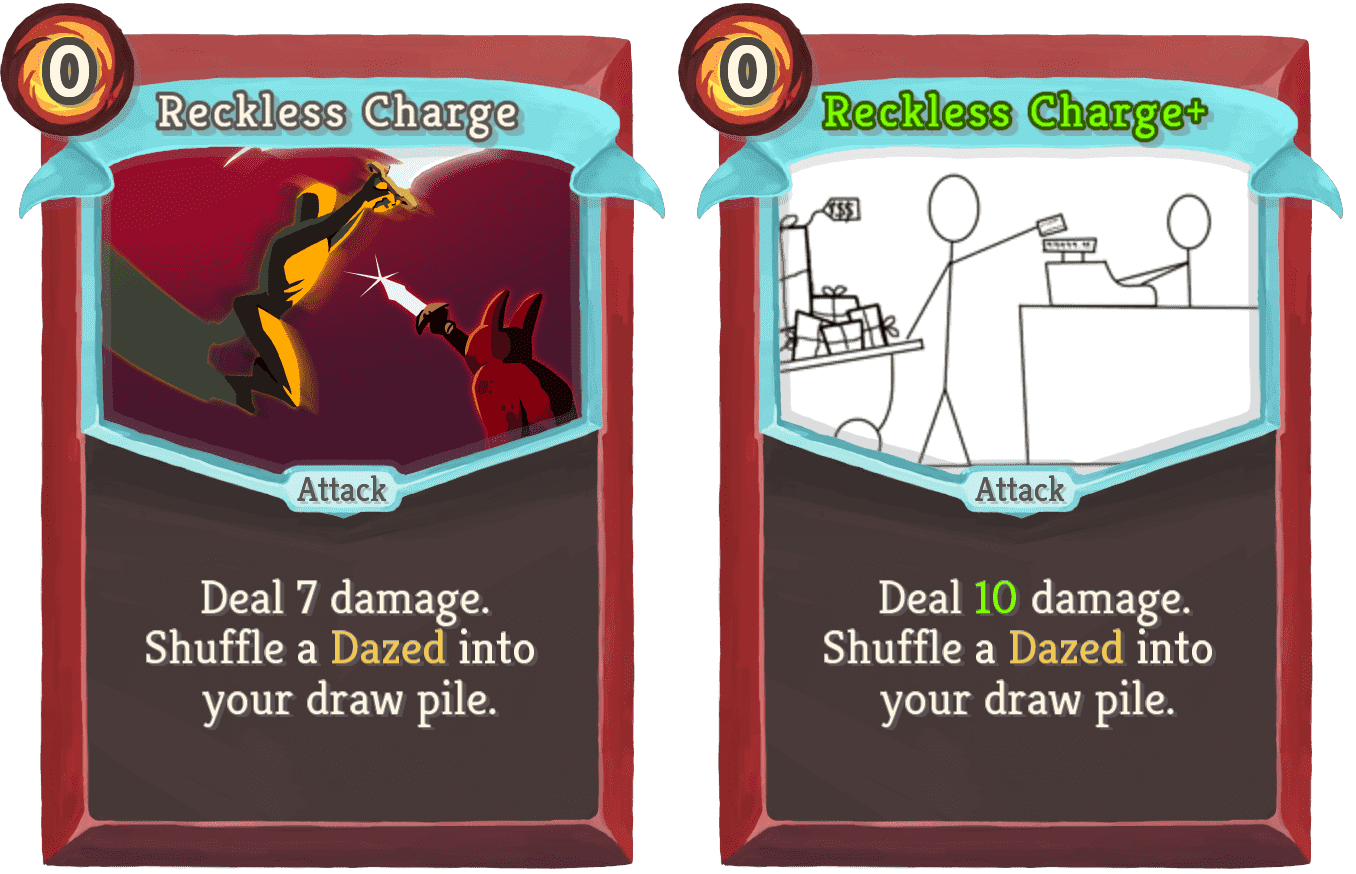 0
Reckless Charge
Attack
Deal 7 damage.
Shuffle a Dazed into
your draw pile.
0
Reckless Charge+
$$$
Attack
Deal 10 damage.
Shuffle a Dazed into
your draw pile.